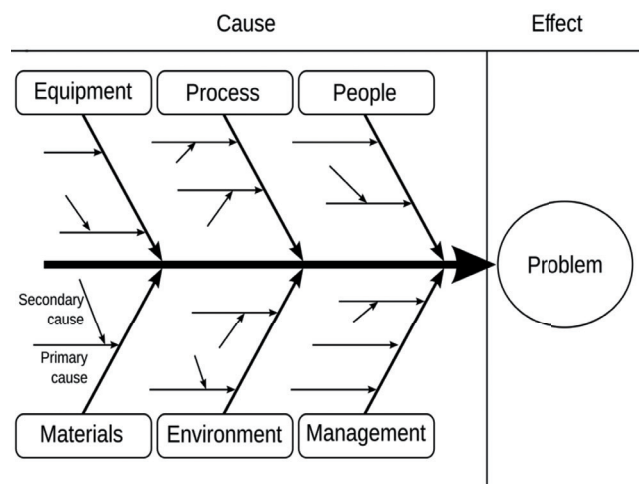 Cause
Effect
Equipment
Process
People
Problem
Secondary
cause
Primary
cause
Materials
Environment
Management